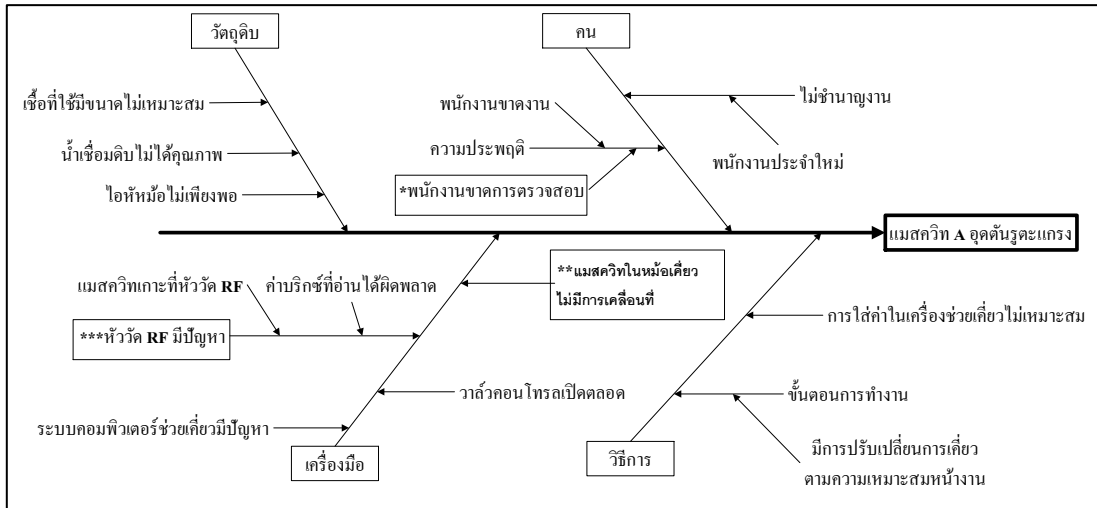 วัตถุดิบ
คน
เชื้อที่ใช้มีขนาดไม่เหมาะสม
น้ำเชื่อมดิบไม่ได้คุณภาพ
ไอหัหม้อไม่เพียงพอ
พนักงานขาดงาน
ความประพฤติ
*พนักงานขาดการตรวจสอบ
ไม่ชำนาญงาน
พนักงานประจำใหม่
แมสควิท A อุดตันรูตะแกรง
แมสควิทเกาะที่หัววัด RF
ค่าบริกซ์ที่อ่านได้ผิดพลาด
***หัววัด RF มีปัญหา
**แมสควิทในหม้อเคี่ยว
ไม่มีการเคลื่อนที่
วาล์วคอนโทรลเปิดตลอด
ระบบคอมพิวเตอร์ช่วยเคี่ยวมีปัญหา
เครื่องมือ
การใส่ค่าในเครื่องช่วยเคี่ยวไม่เหมาะสม
ขั้นตอนการทำงาน
มีการปรับเปลี่ยนการเคี่ยว
ตามความเหมาะสมหน้างาน
วิธีการ